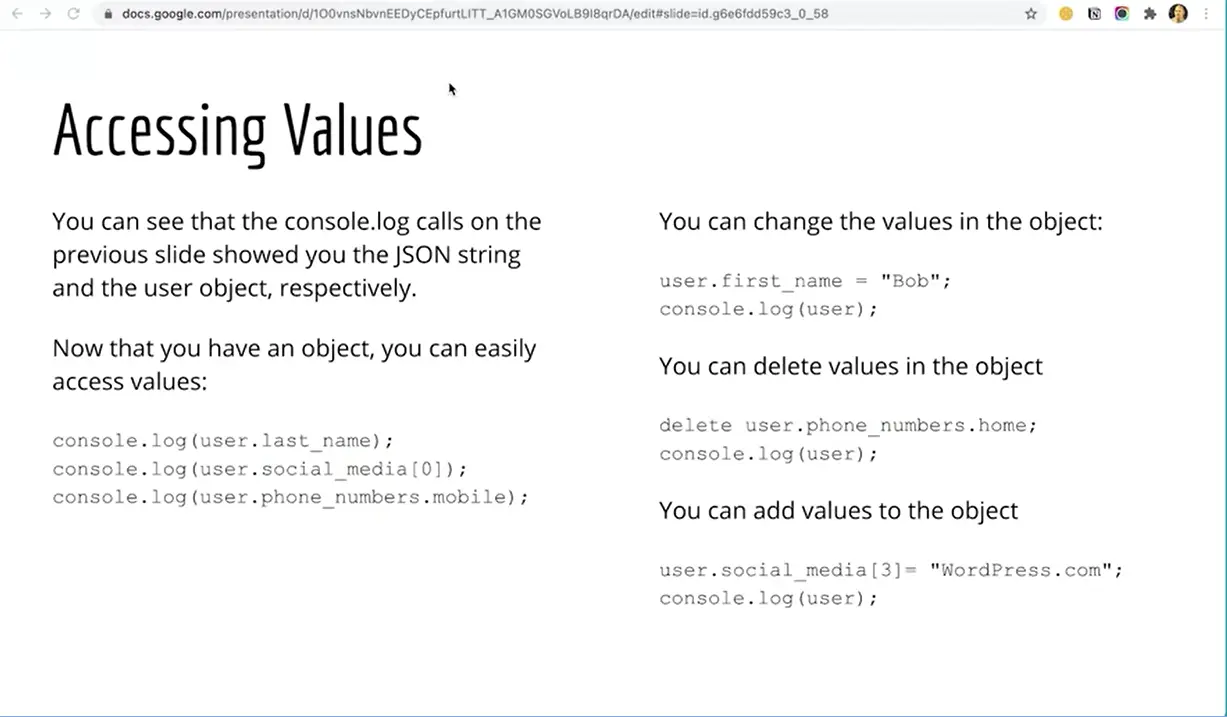 docs.google.com/presentation/d/1O0vnsNbvnEEDyCEpfurtLITT_A1GM0SGVoLB9I8qrDA/edit#slide=id.g6e6fdd59c3_0_58
Accessing Values
You can see that the console.log calls on the
previous slide showed you the JSON string
and the user object, respectively.
Now that you have an object, you can easily
access values:
console.log(user.last_name);
console.log(user.social_media[0]);
console.log(user.phone_numbers.mobile);
You can change the values in the object:
user.first_name = "Bob";
console.log(user);
You can delete values in the object
delete user.phone_numbers.home;
console.log(user);
You can add values to the object
user.social_media[3]= "WordPress.com";
console.log(user);